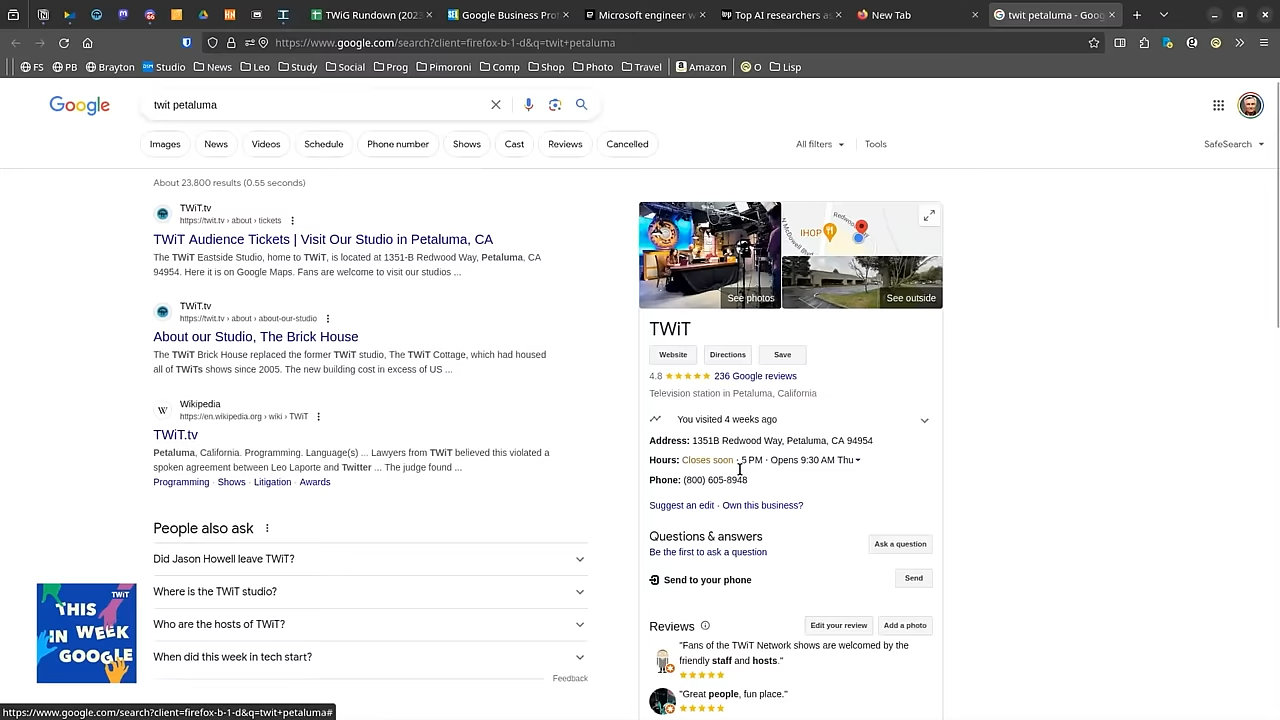 TWiG Rundown (2023
Google Business Prof
Microsoft engineer w
Top AI researchers as
New Tab
twit petaluma - Goog
https://www.google.com/search?client=firefox-b-1-d&q=twit+petaluma
FS
PB
Brayton
Studio
News
Leo
Study
Social
Prog
Pimoroni
Comp
Shop
Photo
Travel
Amazon
O
Lisp
Google
twit petaluma
Images
News
Videos
Schedule
Phone number
Shows
Cast
Reviews
Cancelled
All filters
Tools
SafeSearch
About 23,800 results (0.55 seconds)
TWiT.tv
https://twit.tv › about › tickets
TWiT Audience Tickets | Visit Our Studio in Petaluma, CA
The TWiT Eastside Studio, home to TWiT, is located at 1351-B Redwood Way, Petaluma, CA
94954. Here it is on Google Maps. Fans are welcome to visit our studios ...
TWiT.tv
https://twit.tv › about › about-our-studio
About our Studio, The Brick House
The TWiT Brick House replaced the former TWiT studio, The TWiT Cottage, which had housed
all of TWiTs shows since 2005. The new building cost in excess of US ...
W
Wikipedia
https://en.wikipedia.org › wiki › TWiT
TWiT.tv
Petaluma, California. Programming. Language(s) ... Lawyers from TWiT believed this violated a
spoken agreement between Leo Laporte and Twitter ... The judge found ...
Programming · Shows · Litigation · Awards
People also ask
Did Jason Howell leave TWiT?
Where is the TWiT studio?
Who are the hosts of TWiT?
When did this week in tech start?
Feedback
TWiT
THIS
IN WEEK
GOOGLE
See photos
IHOP
Redwoo
N McDowell Blvd
See outside
TWiT
Website
Directions
Save
4.8
236 Google reviews
Television station in Petaluma, California
You visited 4 weeks ago
Address: 1351B Redwood Way, Petaluma, CA 94954
Hours: Closes soon · 5 PM · Opens 9:30 AM Thu
Phone: (800) 605-8948
Suggest an edit · Own this business?
Questions & answers
Be the first to ask a question
Ask a question
Send to your phone
Send
Reviews
Edit your review
Add a photo
"Fans of the TWiT Network shows are welcomed by the
friendly staff and hosts."
"Great people, fun place."
https://www.google.com/search?client=firefox-b-1-d&q=twit+petaluma#